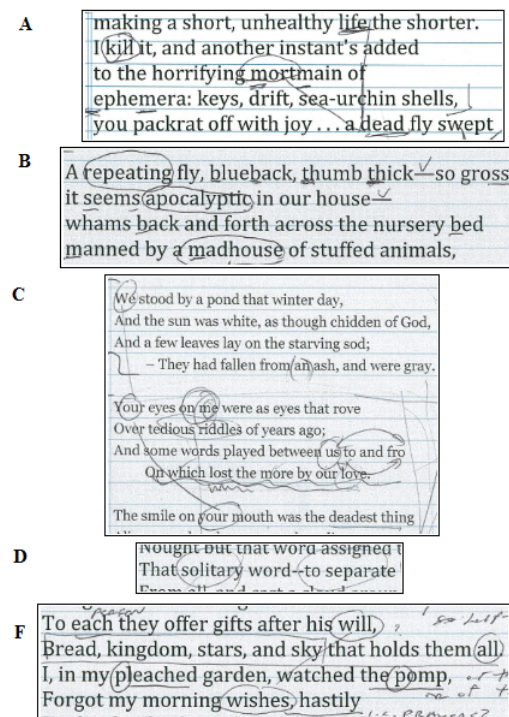 A
making a short, unhealthy life the shorter.
I kill it, and another instant's added
to the horrifying mortmain of
ephemera: keys, drift, sea-urchin shells,
you packrat off with joy . . . a dead fly swept
B
A repeating fly, blueback, thumb thick—so gross
it seems apocalyptic in our house—
whams back and forth across the nursery bed
manned by a madhouse of stuffed animals,
C
We stood by a pond that winter day,
And the sun was white, as though chidden of God,
And a few leaves lay on the starving sod;
– They had fallen from an ash, and were gray.
Your eyes on me were as eyes that rove
Over tedious riddles of years ago;
And some words played between us to and fro
On which lost the more by our love.
The smile on your mouth was the deadest thing
D
Nought but that word assigned
That solitary word--to separate
F
To each they offer gifts after his will,
Bread, kingdom, stars, and sky that holds them all.
I, in my pleached garden, watched the pomp,
Forgot my morning wishes, hastily